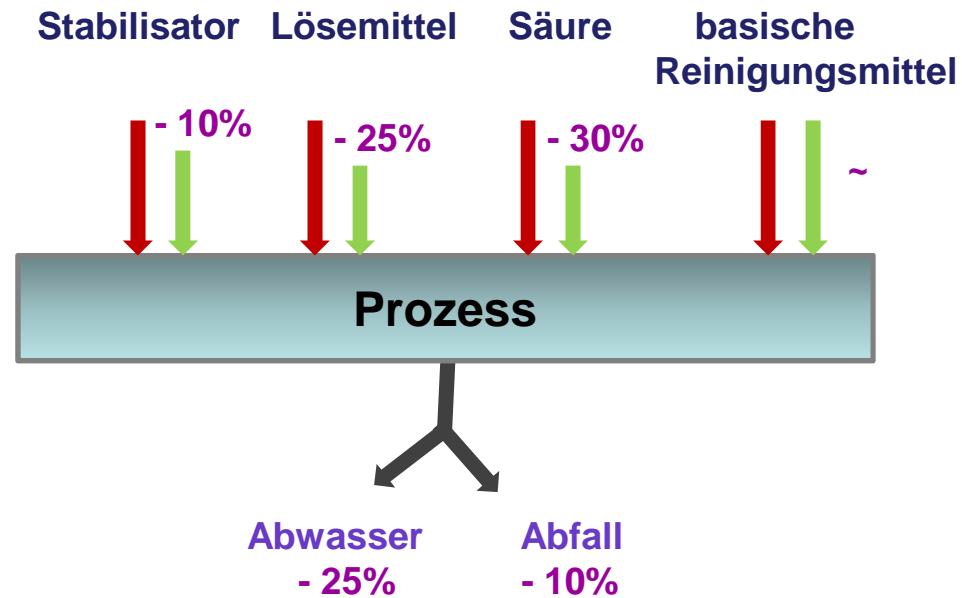 Stabilisator Lösemittel Säure basische
Reinigungsmittel
- 10% - 25% - 30% ~
Prozess
Abwasser Abfall
- 25% - 10%